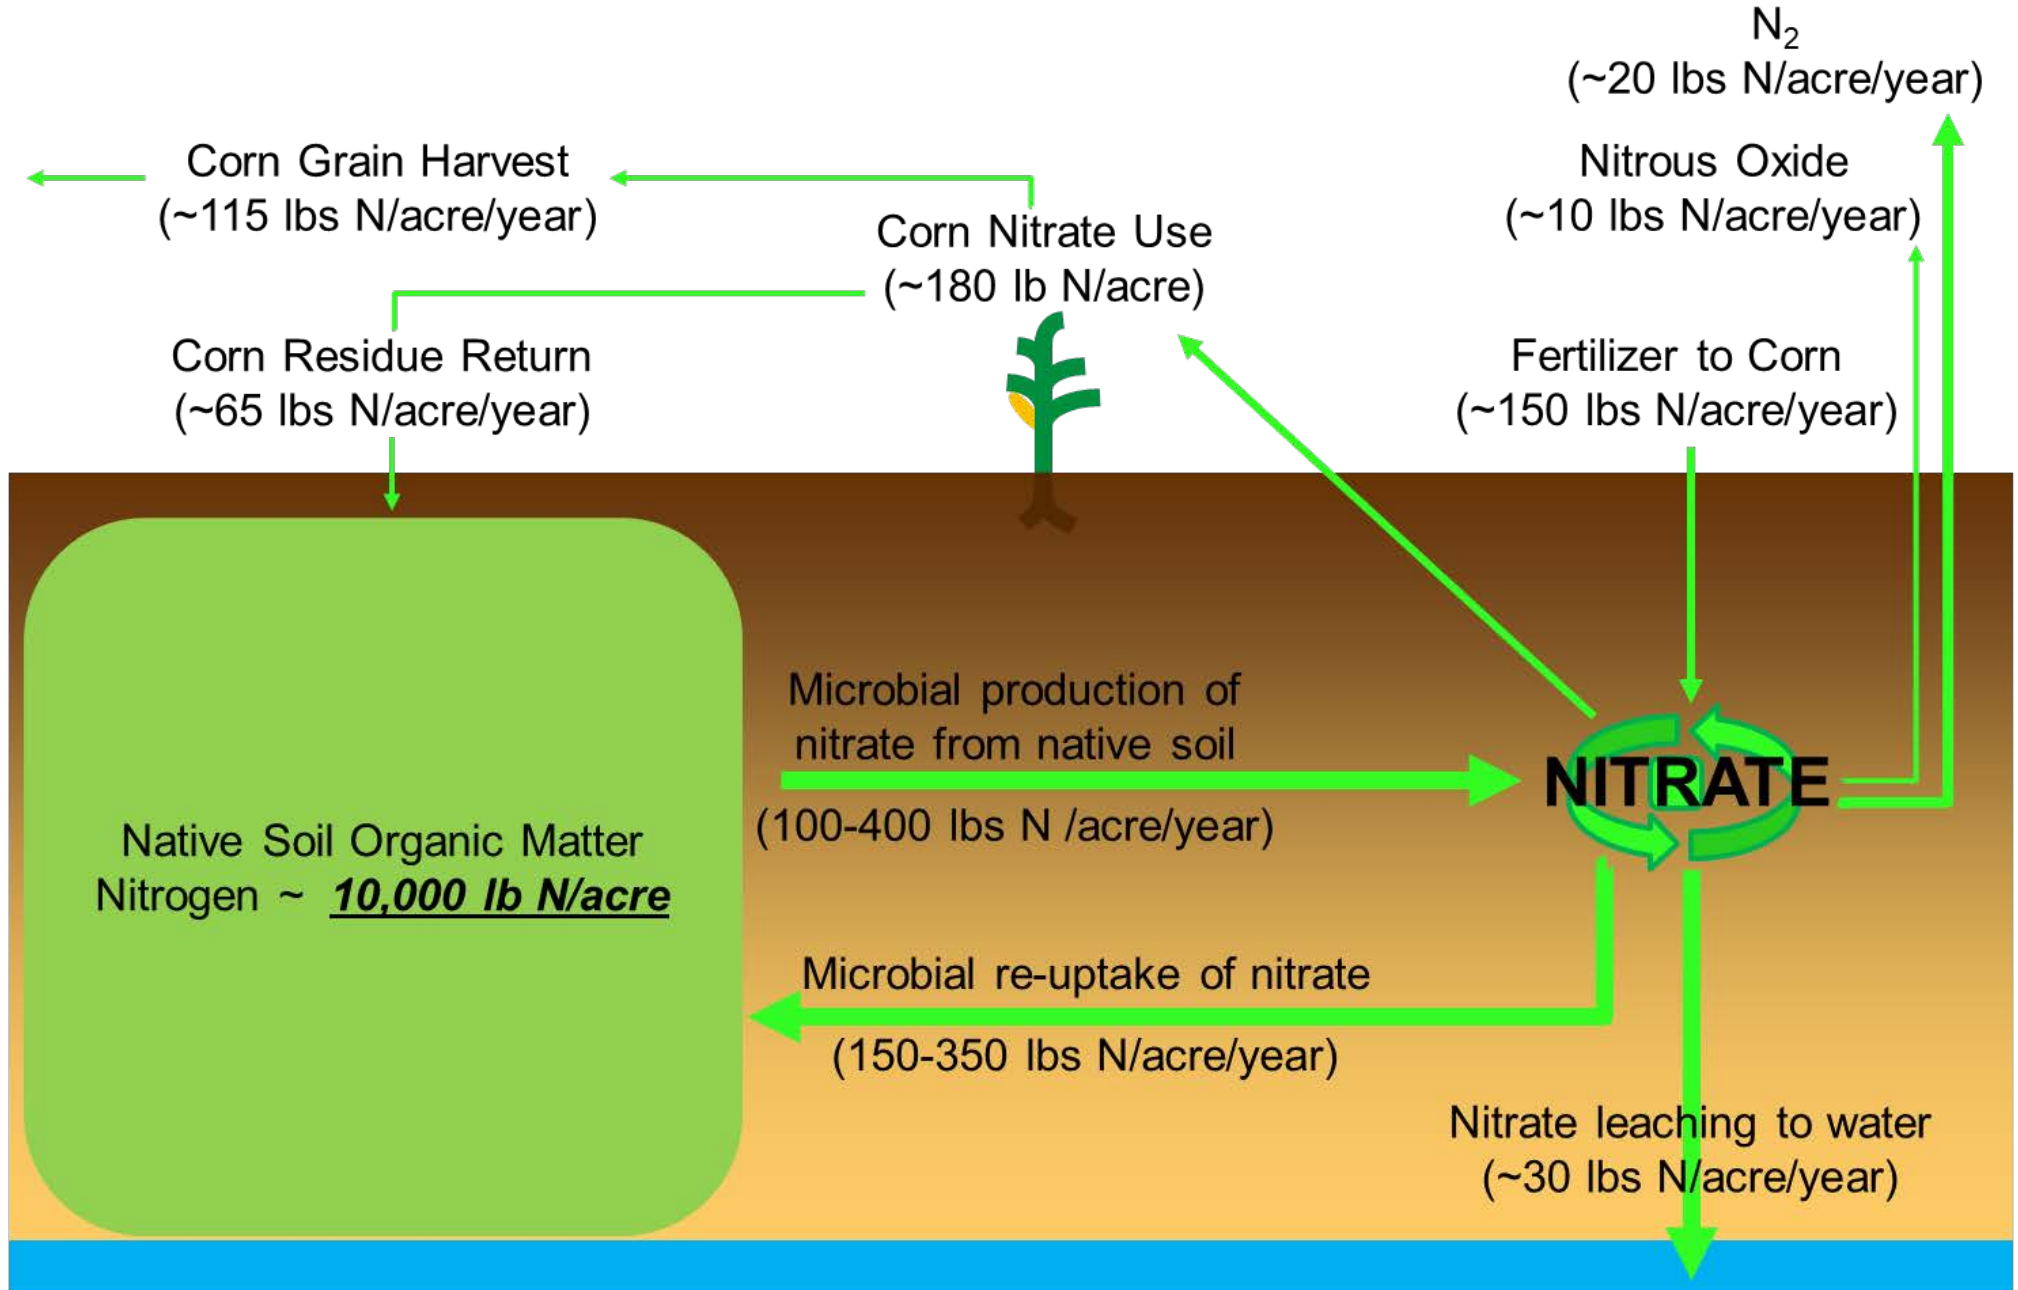 N₂
(~20 lbs N/acre/year)
Corn Grain Harvest
(~115 lbs N/acre/year)
Nitrous Oxide
(~10 lbs N/acre/year)
Corn Nitrate Use
(~180 lb N/acre)
Corn Residue Return
(~65 lbs N/acre/year)
Fertilizer to Corn
(~150 lbs N/acre/year)
Microbial production of
nitrate from native soil
(100-400 lbs N /acre/year)
NITRATE
Native Soil Organic Matter
Nitrogen ~ 10,000 lb N/acre
Microbial re-uptake of nitrate
(150-350 lbs N/acre/year)
Nitrate leaching to water
(~30 lbs N/acre/year)